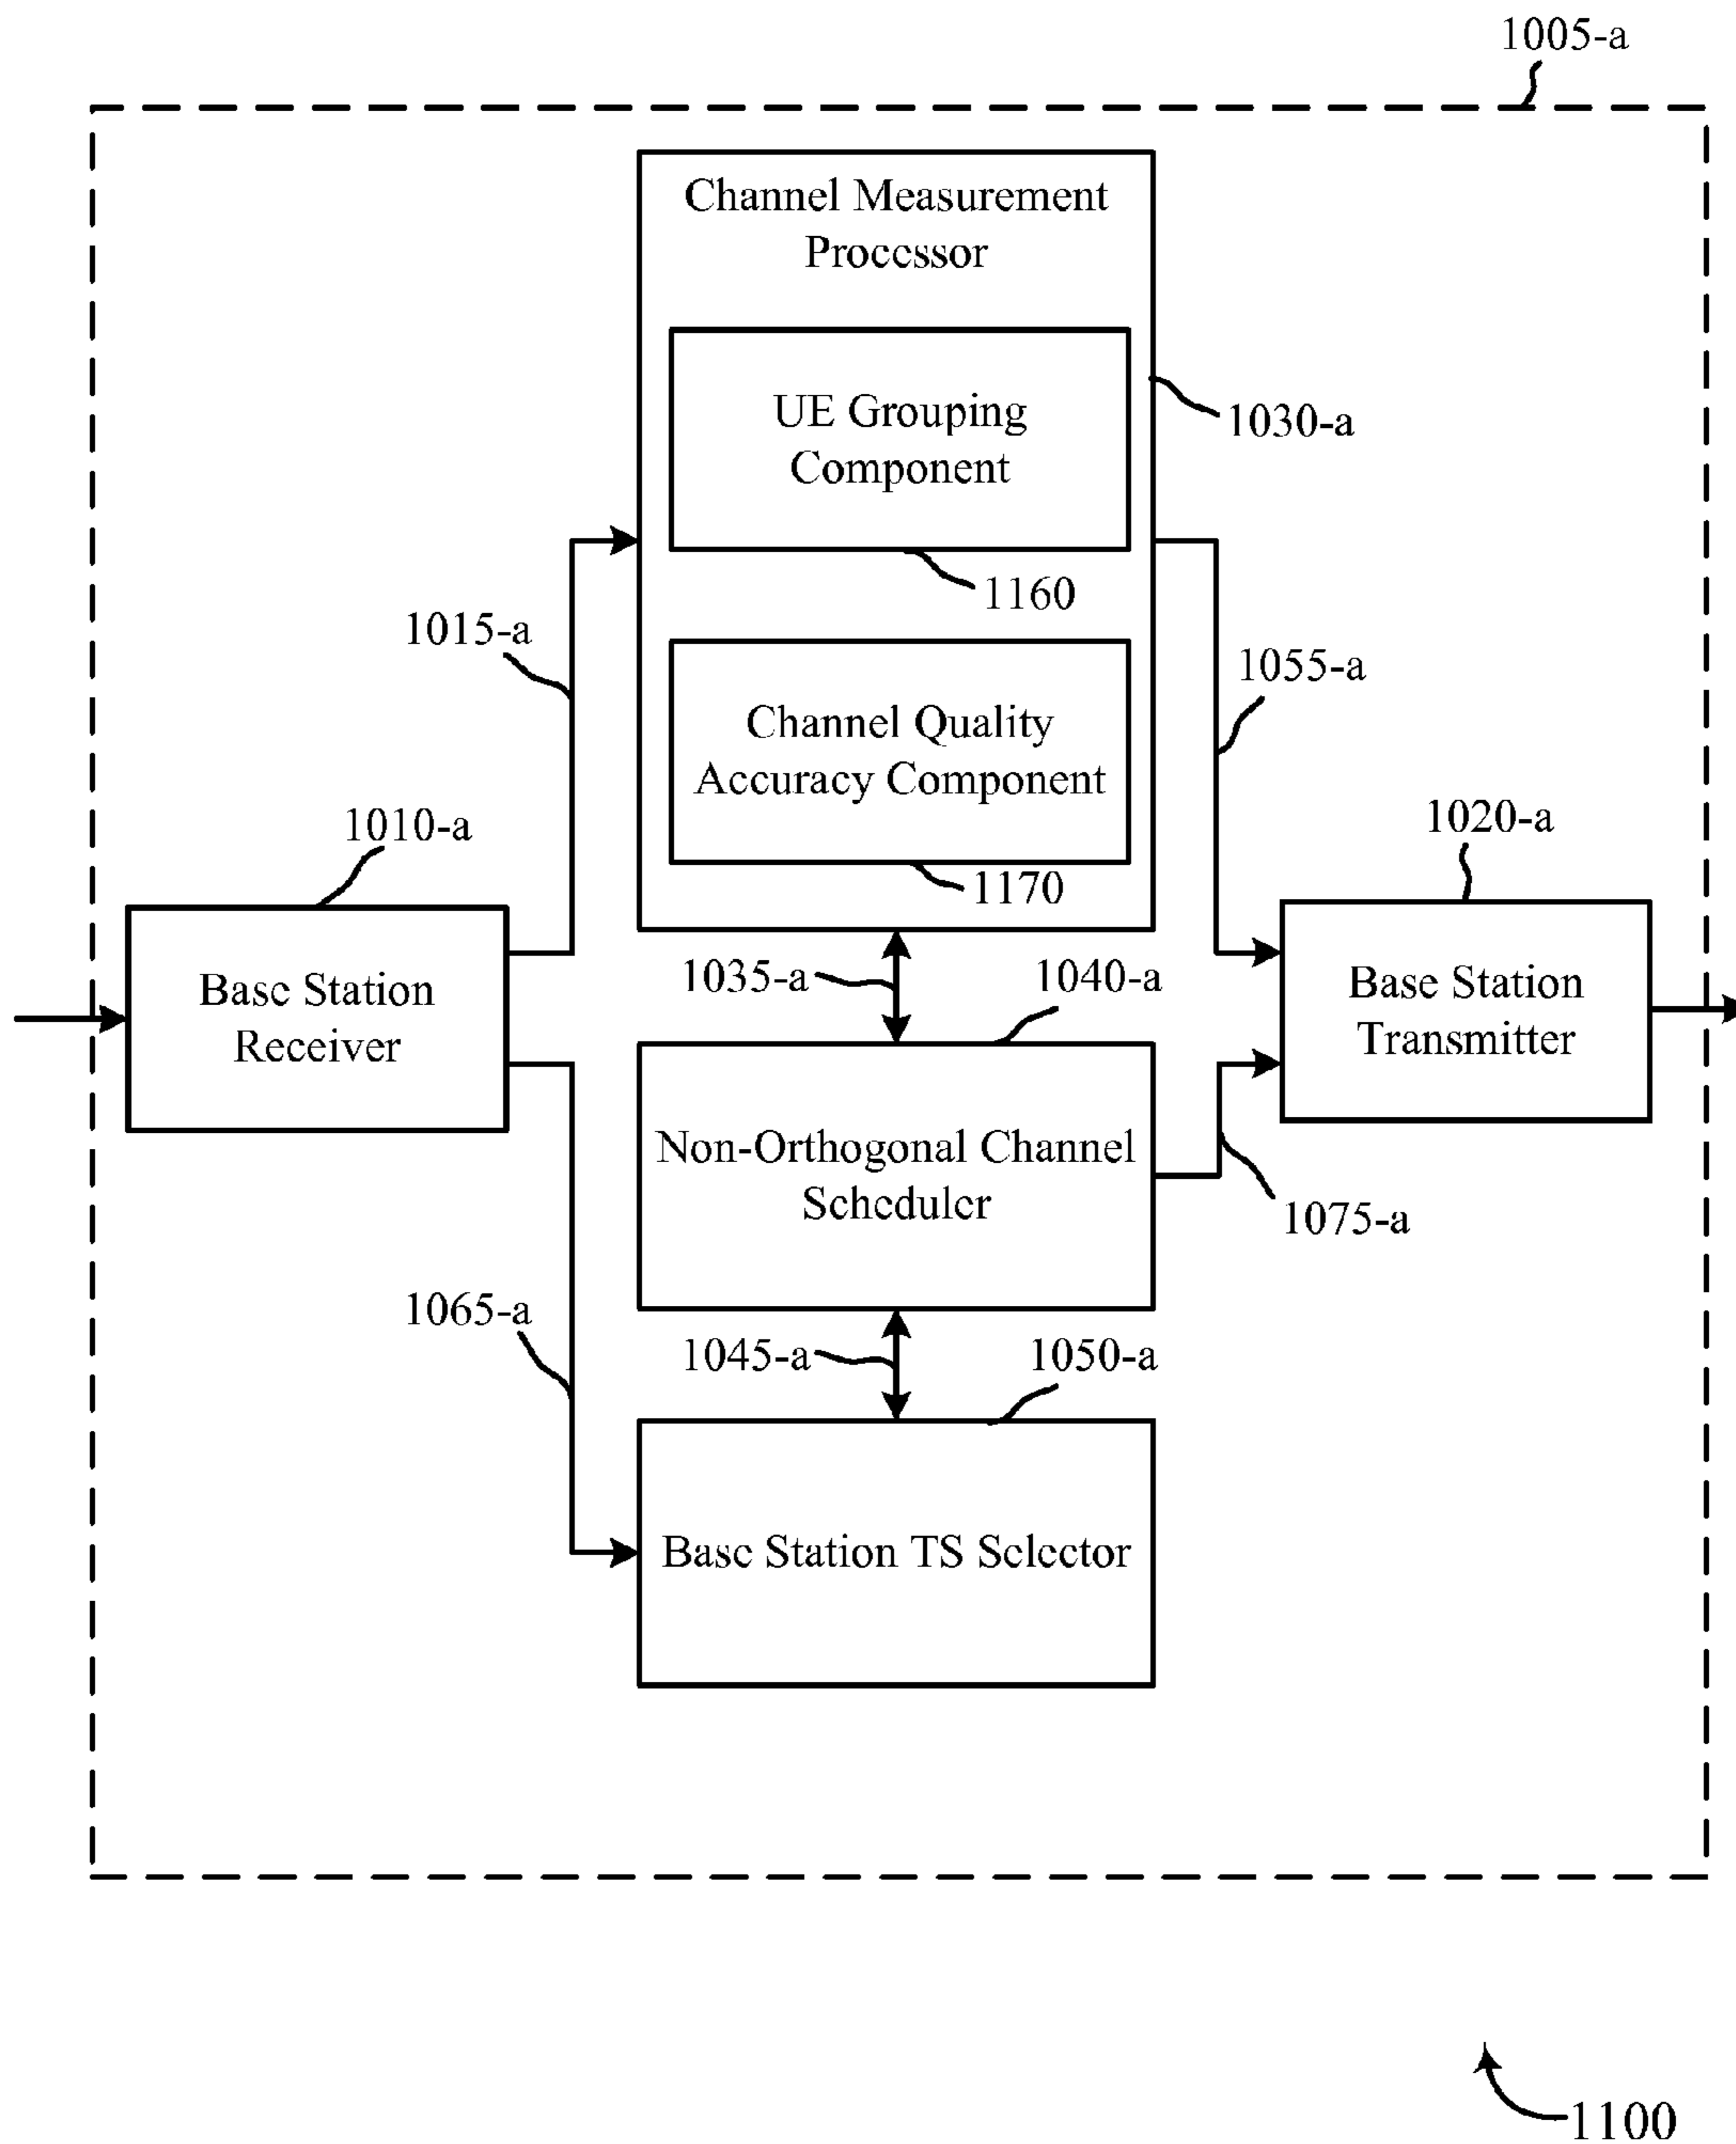 1005-a
Channel Measurement
Processor
UE Grouping
Component
1030-a
1160
1015-a
1055-a
Channel Quality
Accuracy Component
1010-a
1020-a
1170
Base Station
Receiver
1035-a
1040-a
Base Station
Transmitter
Non-Orthogonal Channel
Scheduler
1075-a
1065-a
1045-a
1050-a
Base Station TS Selector
1100